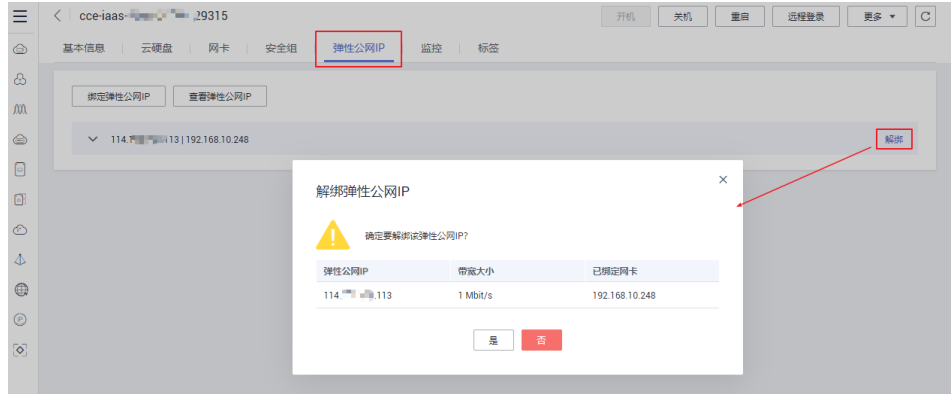 cce-iaas- 29315
开机 关机 重启 远程登录 更多 C
基本信息 云硬盘 网卡 安全组 弹性公网IP 监控 标签
绑定弹性公网IP 查看弹性公网IP
114. 13 | 192.168.10.248 解绑
解绑弹性公网IP
确定要解绑该弹性公网IP?
弹性公网IP 带宽大小 已绑定网卡
114. .113 1 Mbit/s 192.168.10.248
是 否